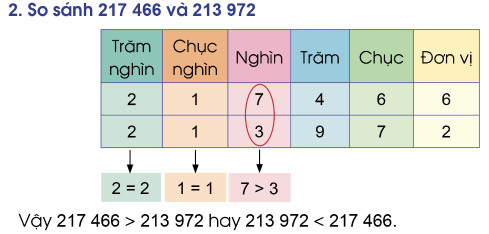 2. So sánh 217 466 và 213 972
Trăm nghìn Chục nghìn Nghìn Trăm Chục Đơn vị
2 1 7 4 6 6
2 1 3 9 7 2
2 = 2 1 = 1 7 > 3
Vậy 217 466 > 213 972 hay 213 972 < 217 466.